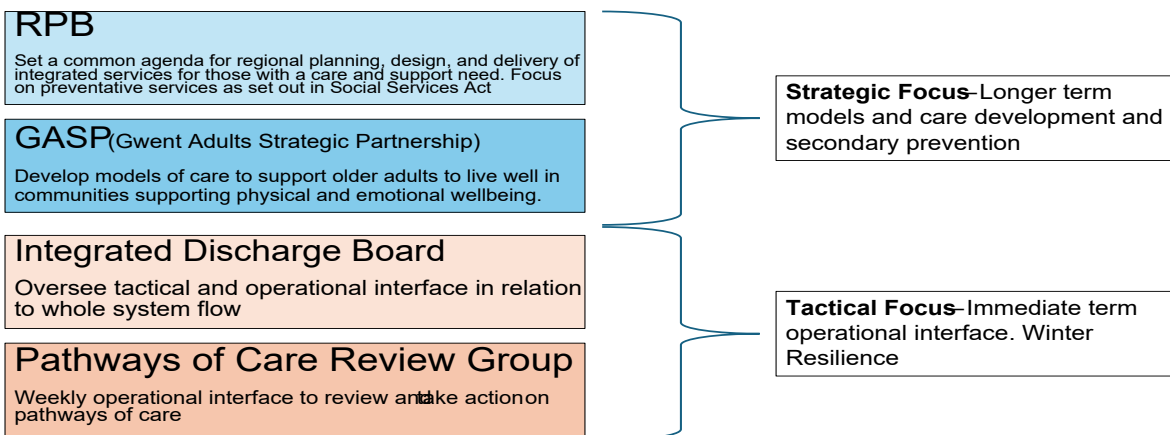 RPB
Set a common agenda for regional planning, design, and delivery of
integrated services for those with a care and support need. Focus
on preventative services as set out in Social Services Act
GASP(Gwent Adults Strategic Partnership)
Develop models of care to support older adults to live well in
communities supporting physical and emotional wellbeing.
Integrated Discharge Board
Oversee tactical and operational interface in relation
to whole system flow
Pathways of Care Review Group
Weekly operational interface to review and take action on
pathways of care
Strategic Focus–Longer term
models and care development and
secondary prevention
Tactical Focus–Immediate term
operational interface. Winter
Resilience